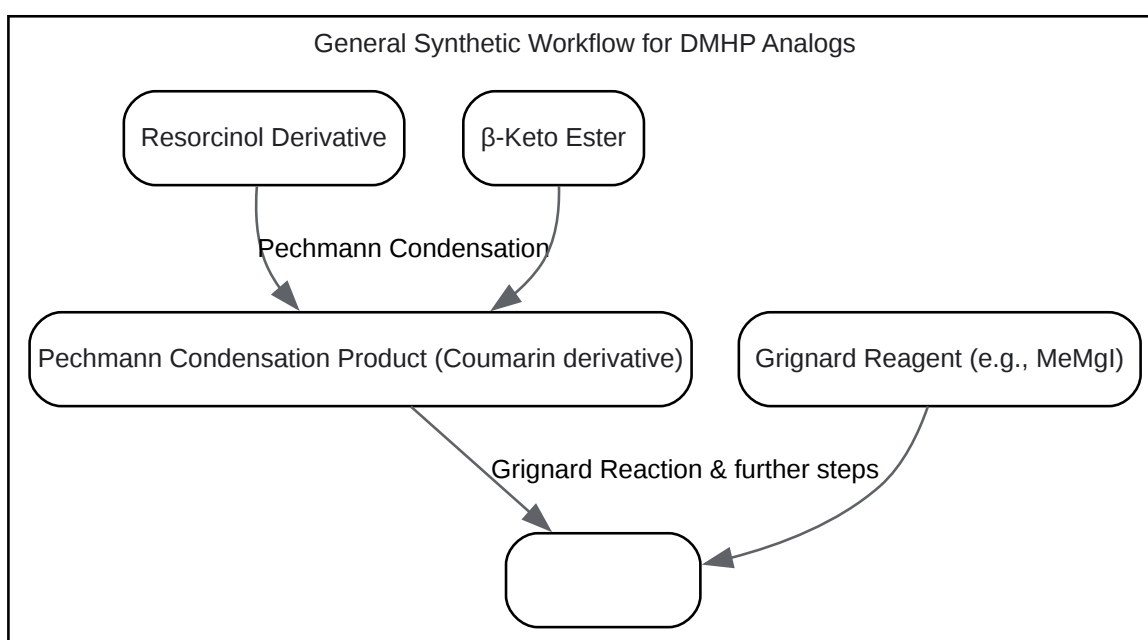 General Synthetic Workflow for DMHP Analogs
Resorcinol Derivative
β-Keto Ester
Pechmann Condensation
Pechmann Condensation Product (Coumarin derivative)
Grignard Reagent (e.g., MeMgI)
Grignard Reaction & further steps